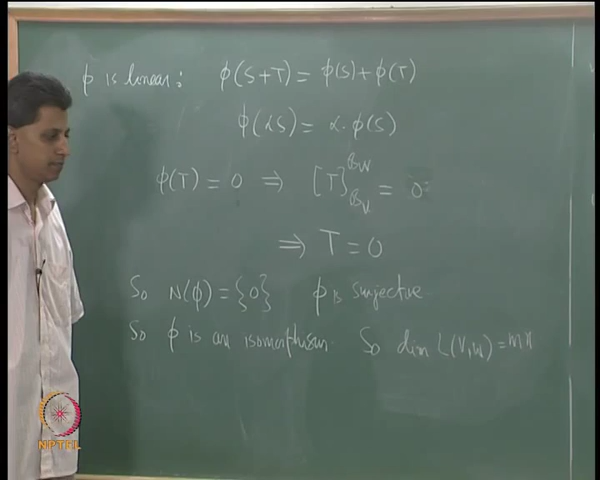 φ is linear: φ(S+T) = φ(S)+φ(T)
φ(αS) = α·φ(S)
φ(T) = 0 ⇒ [T]_{B_V}^{B_W} = 0
⇒ T = 0
So N(φ) = {0} φ is surjective.
So φ is an isomorphism. So dim L(V,W) = mn
NPTEL